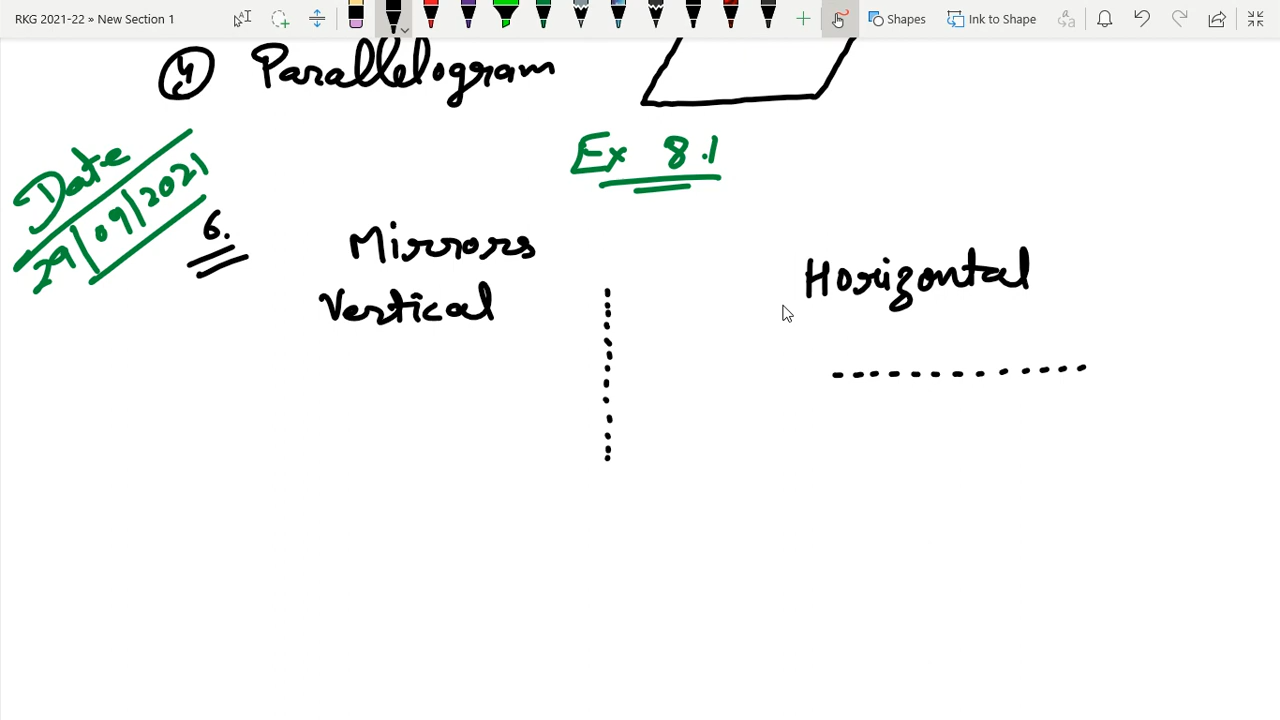 RKG 2021-22 » New Section 1
Shapes
Ink to Shape
4 Parallelogram
Date
29/09/2021
Ex 8.1
6. Mirrors
Vertical
Horizontal